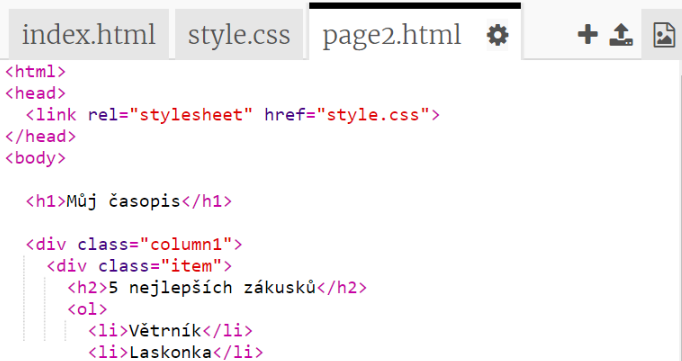 index.html style.css page2.html
<html>
<head>
<link rel="stylesheet" href="style.css">
</head>
<body>
<h1>Můj časopis</h1>
<div class="column1">
<div class="item">
<h2>5 nejlepších zákusků</h2>
<ol>
<li>Větrník</li>
<li>Laskonka</li>